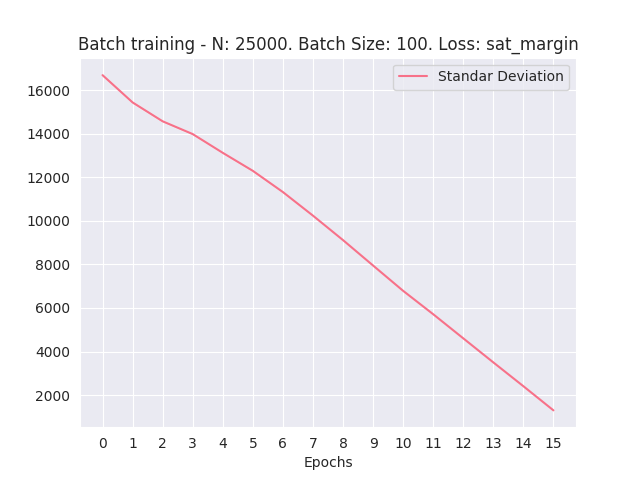 Batch training - N: 25000. Batch Size: 100. Loss: sat_margin
Standar Deviation
16000
14000
12000
10000
8000
6000
4000
2000
0 1 2 3 4 5 6 7 8 9 10 11 12 13 14 15
Epochs